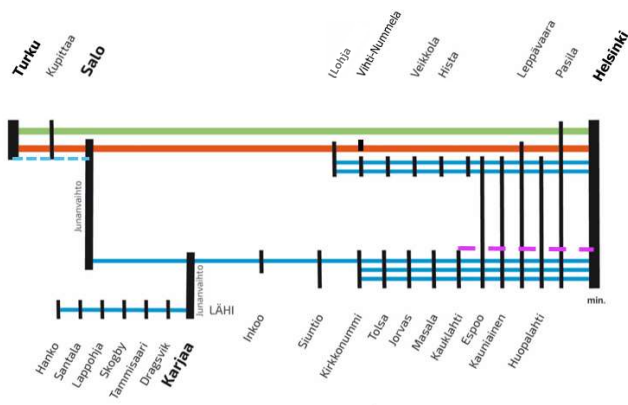 Turku
Kupittaa
Salo
Lohja
Vihti-Nummela
Veikkola
Hista
Leppävaara
Pasila
Helsinki
Junanvaihto
Junanvaihto
LÄHI
min.
Hanko
Santala
Lappohja
Skogby
Tammisaari
Dragsvik
Karjaa
Inkoo
Siuntio
Kirkkonummi
Tolsa
Jorvas
Masala
Kauklahti
Espoo
Kauniainen
Huopalahti